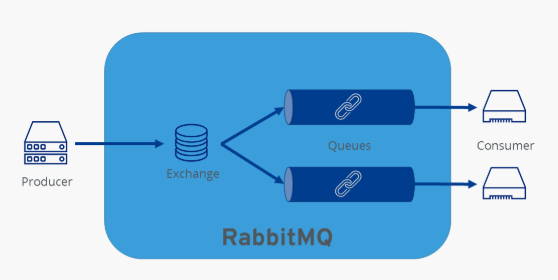 Queues
Consumer
Exchange
Producer
RabbitMQ